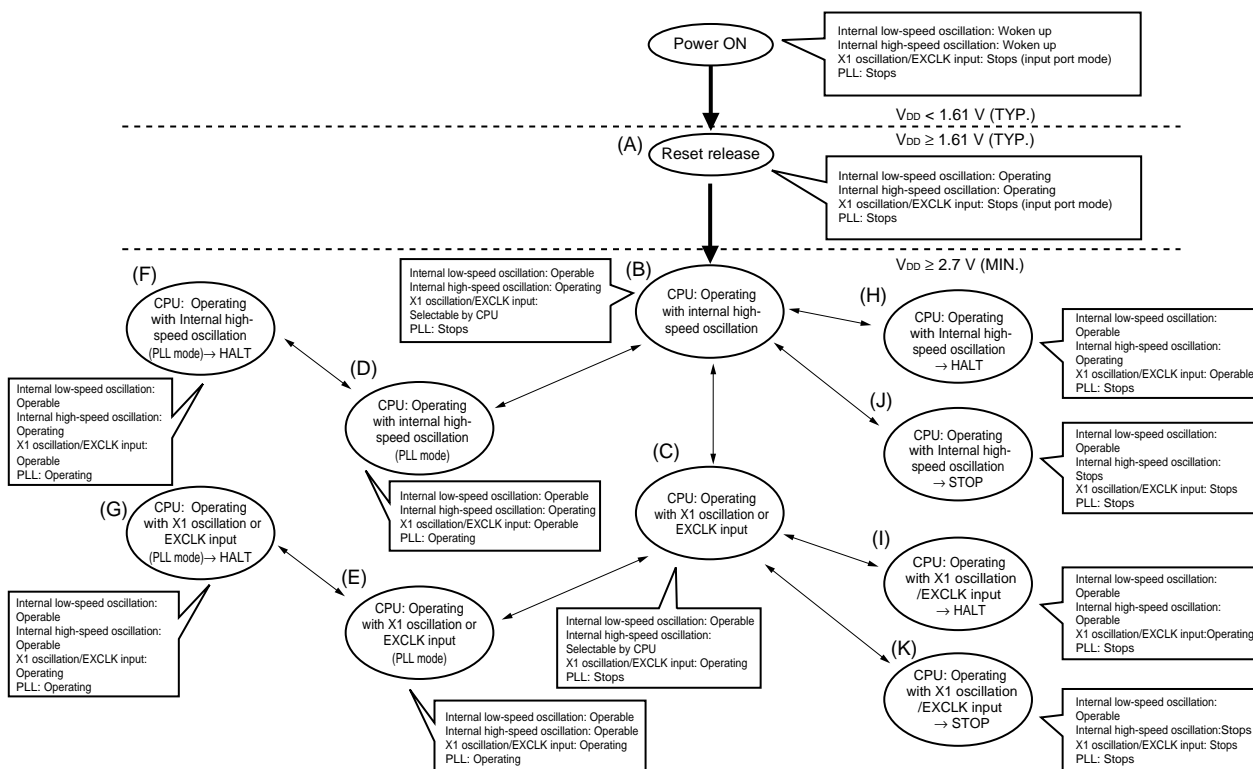 Power ON
Internal low-speed oscillation: Woken up
Internal high-speed oscillation: Woken up
X1 oscillation/EXCLK input: Stops (input port mode)
PLL: Stops
VDD < 1.61 V (TYP.)
VDD ≥ 1.61 V (TYP.)
(A)
Reset release
Internal low-speed oscillation: Operating
Internal high-speed oscillation: Operating
X1 oscillation/EXCLK input: Stops (input port mode)
PLL: Stops
VDD ≥ 2.7 V (MIN.)
(B)
CPU: Operating
with internal high-
speed oscillation
Internal low-speed oscillation: Operable
Internal high-speed oscillation: Operating
X1 oscillation/EXCLK input:
Selectable by CPU
PLL: Stops
(F)
CPU: Operating
with Internal high-
speed oscillation
(PLL mode)→ HALT
Internal low-speed oscillation:
Operable
Internal high-speed oscillation:
Operating
X1 oscillation/EXCLK input:
Operable
PLL: Operating
(D)
CPU: Operating
with internal high-
speed oscillation
(PLL mode)
Internal low-speed oscillation: Operable
Internal high-speed oscillation: Operating
X1 oscillation/EXCLK input: Operable
PLL: Operating
(H)
CPU: Operating
with Internal high-
speed oscillation
→ HALT
Internal low-speed oscillation:
Operable
Internal high-speed oscillation:
Operating
X1 oscillation/EXCLK input: Operable
PLL: Stops
(J)
CPU: Operating
with Internal high-
speed oscillation
→ STOP
Internal low-speed oscillation:
Operable
Internal high-speed oscillation:
Stops
X1 oscillation/EXCLK input: Stops
PLL: Stops
(C)
CPU: Operating
with X1 oscillation or
EXCLK input
Internal low-speed oscillation: Operable
Internal high-speed oscillation:
Selectable by CPU
X1 oscillation/EXCLK input: Operating
PLL: Stops
(G)
CPU: Operating
with X1 oscillation or
EXCLK input
(PLL mode)→ HALT
Internal low-speed oscillation:
Operable
Internal high-speed oscillation:
Operable
X1 oscillation/EXCLK input:
Operating
PLL: Operating
(E)
CPU: Operating
with X1 oscillation or
EXCLK input
(PLL mode)
Internal low-speed oscillation: Operable
Internal high-speed oscillation: Operable
X1 oscillation/EXCLK input: Operating
PLL: Operating
(I)
CPU: Operating
with X1 oscillation
/EXCLK input
→ HALT
Internal low-speed oscillation:
Operable
Internal high-speed oscillation:
Operable
X1 oscillation/EXCLK input:Operating
PLL: Stops
(K)
CPU: Operating
with X1 oscillation
/EXCLK input
→ STOP
Internal low-speed oscillation:
Operable
Internal high-speed oscillation:Stops
X1 oscillation/EXCLK input: Stops
PLL: Stops